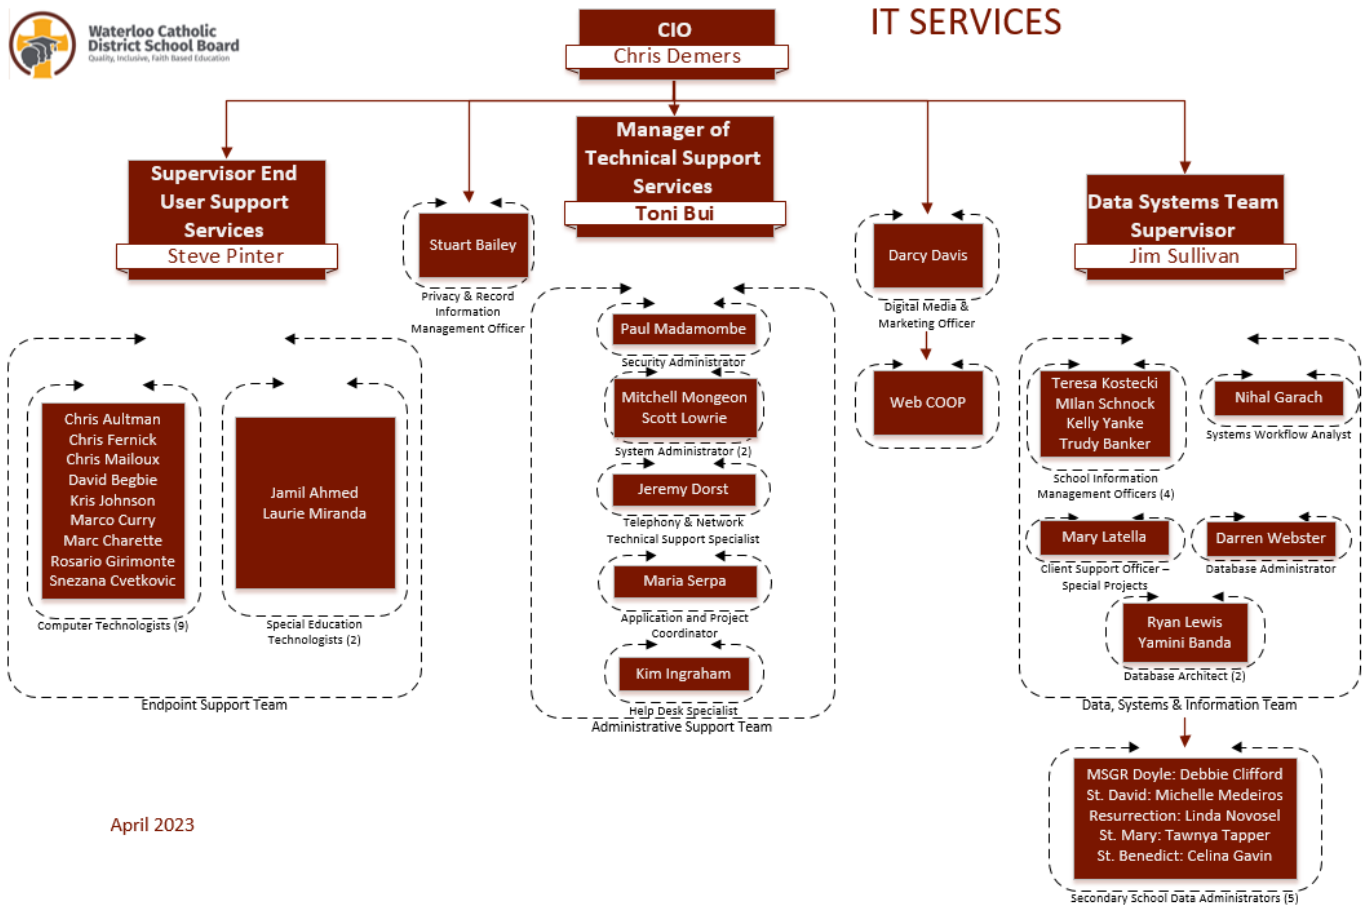 Waterloo Catholic
District School Board
Quality, Inclusive, Faith Based Education
IT SERVICES
CIO
Chris Demers
Supervisor End
User Support
Services
Steve Pinter
Stuart Bailey
Privacy & Record
Information
Management Officer
Manager of
Technical Support
Services
Toni Bui
Darcy Davis
Digital Media &
Marketing Officer
Web COOP
Data Systems Team
Supervisor
Jim Sullivan
Chris Aultman
Chris Fernick
Chris Mailoux
David Begbie
Kris Johnson
Marco Curry
Marc Charette
Rosario Girimonte
Snezana Cvetkovic
Computer Technologists (9)
Jamil Ahmed
Laurie Miranda
Special Education
Technologists (2)
Endpoint Support Team
Paul Madamombe
Security Administrator
Mitchell Mongeon
Scott Lowrie
System Administrator (2)
Jeremy Dorst
Telephony & Network
Technical Support Specialist
Maria Serpa
Application and Project
Coordinator
Kim Ingraham
Help Desk Specialist
Administrative Support Team
Teresa Kostecki
MIlan Schnock
Kelly Yanke
Trudy Banker
School Information
Management Officers (4)
Nihal Garach
Systems Workflow Analyst
Mary Latella
Client Support Officer –
Special Projects
Darren Webster
Database Administrator
Ryan Lewis
Yamini Banda
Database Architect (2)
Data, Systems & Information Team
MSGR Doyle: Debbie Clifford
St. David: Michelle Medeiros
Resurrection: Linda Novosel
St. Mary: Tawnya Tapper
St. Benedict: Celina Gavin
Secondary School Data Administrators (5)
April 2023